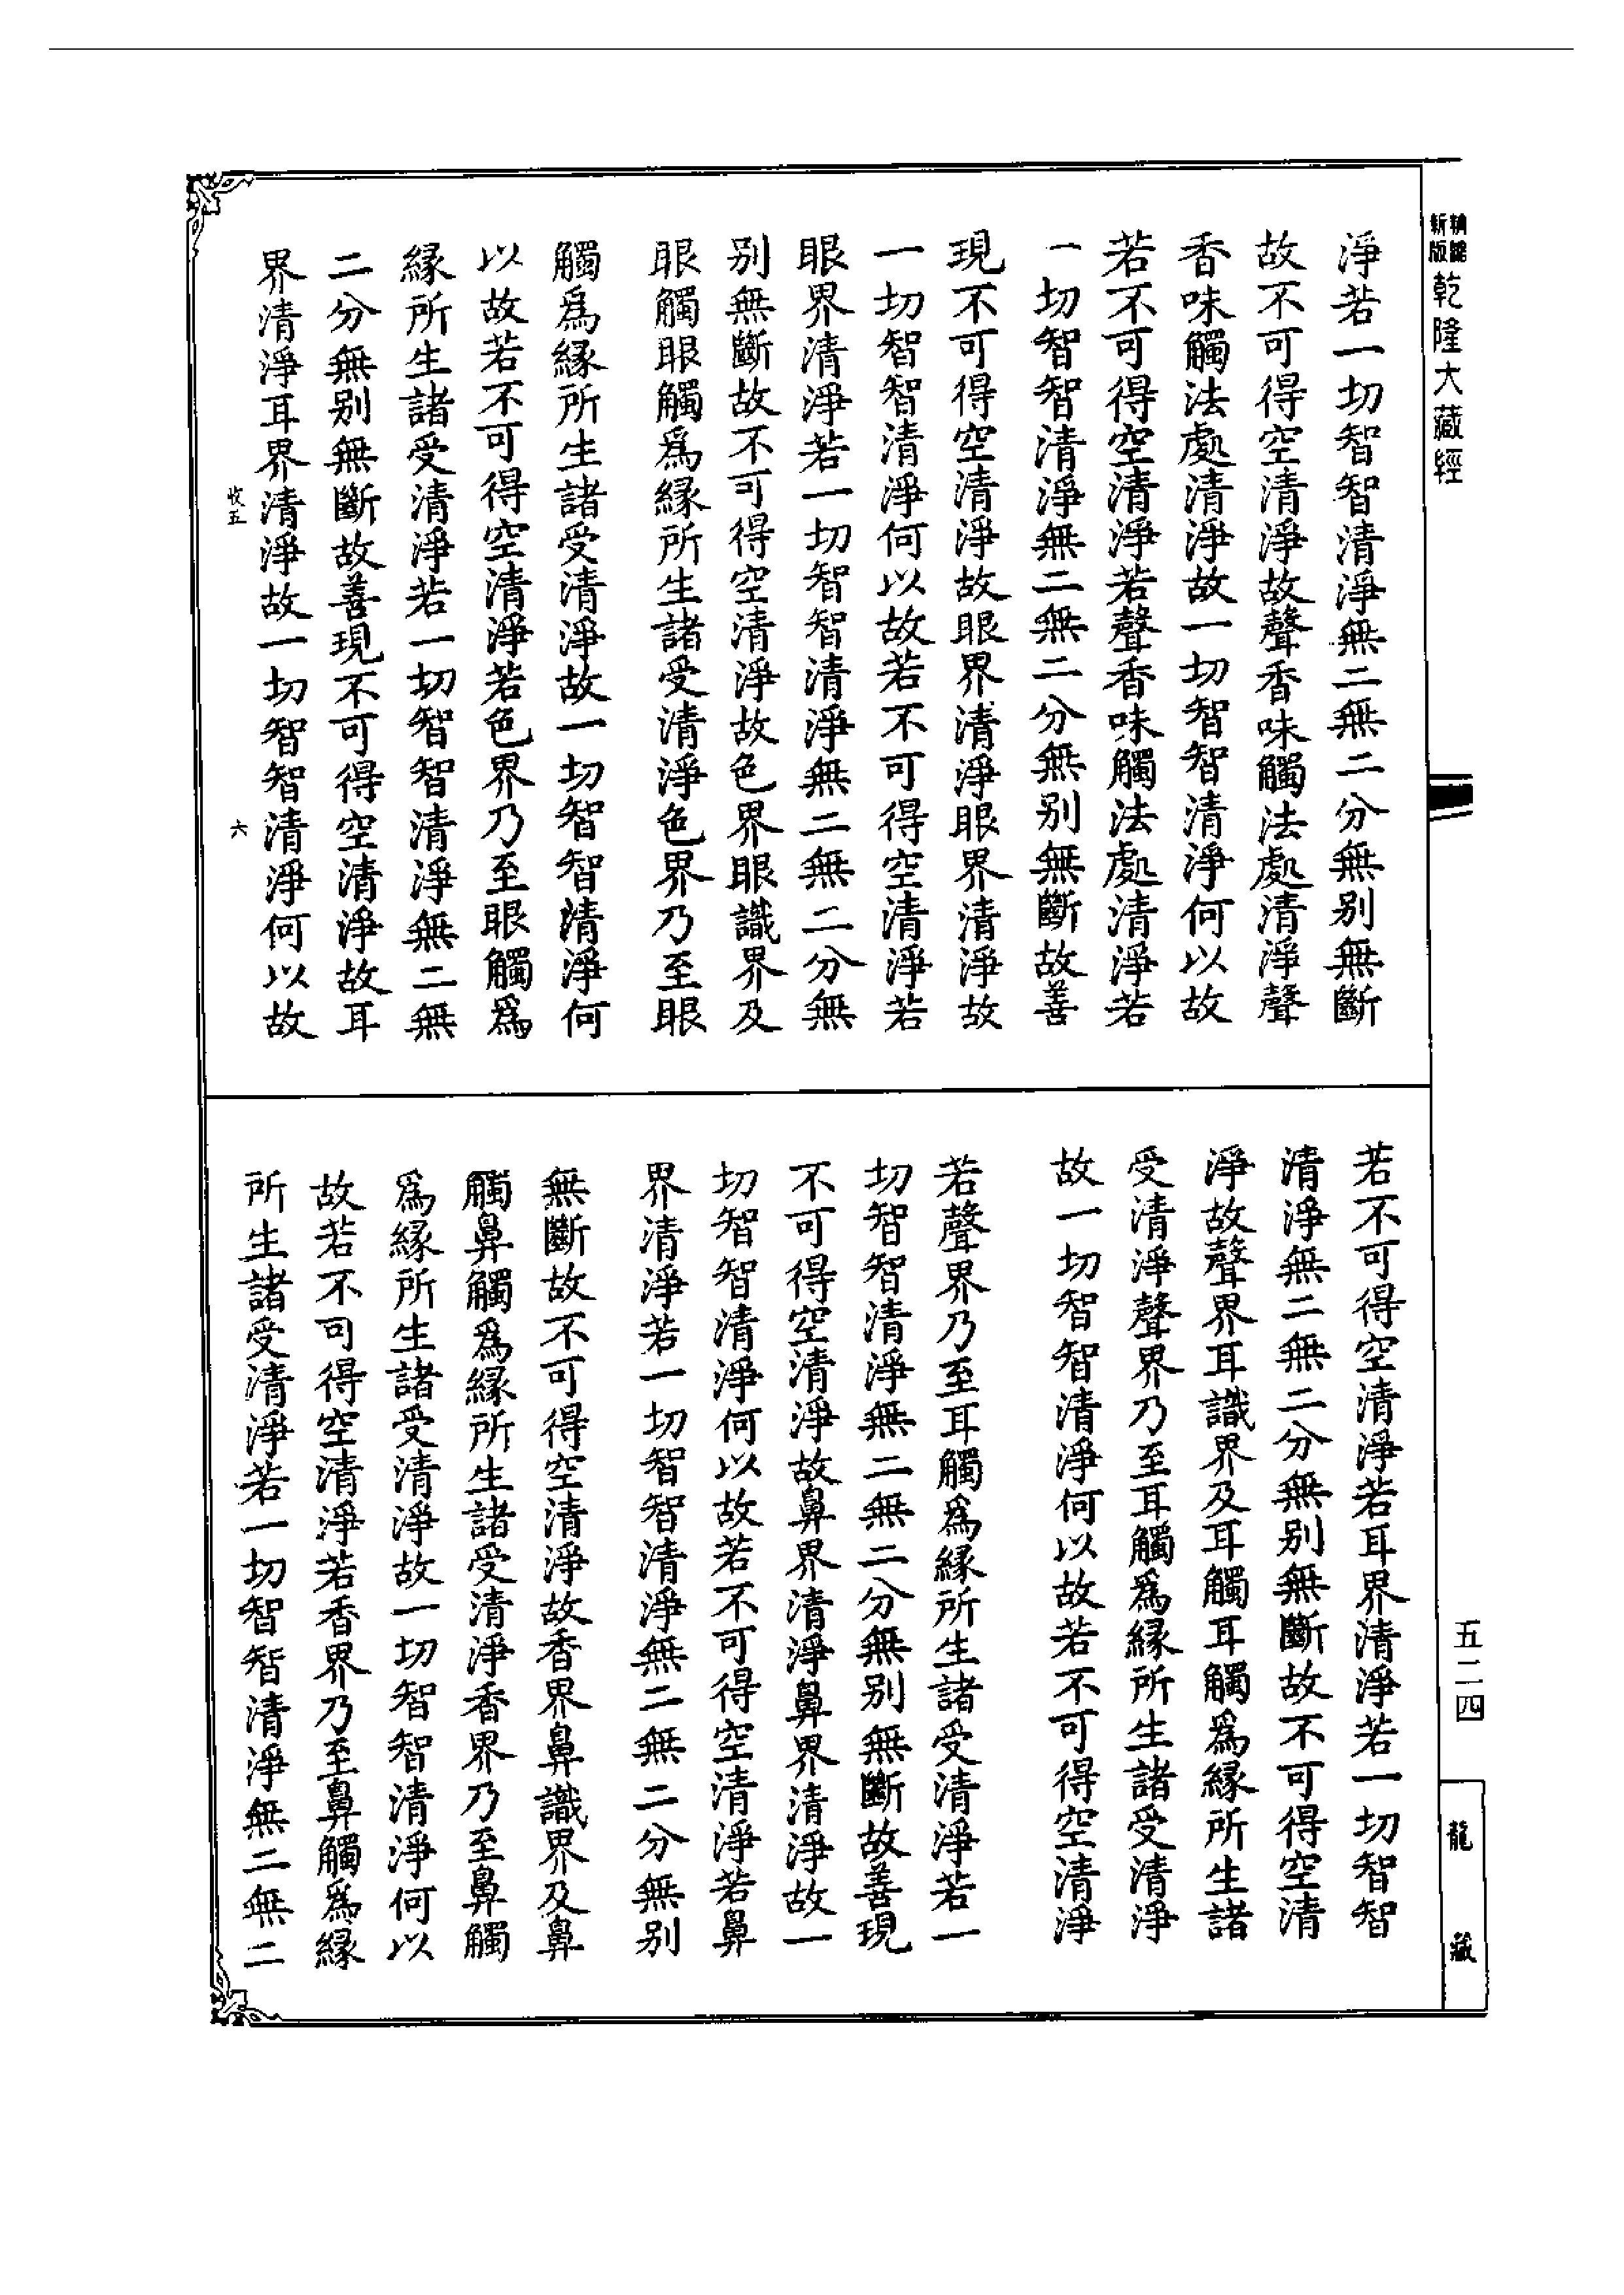 新版
乾隆大藏經
淨若一切智智清淨無二無二分無别無斷
故不可得空清淨故聲香味觸法處清淨聲
香味觸法處清淨故一切智智清淨何以故
若不可得空清淨若聲香味觸法處清淨若
一切智智清淨無二無二分無别無斷故善
現不可得空清淨故眼界清淨眼界清淨故
一切智智清淨何以故若不可得空清淨若
眼界清淨若一切智智清淨無二無二分無
别無斷故不可得空清淨故色界眼識界及
眼觸眼觸爲緣所生諸受清淨色界乃至眼
觸爲緣所生諸受清淨故一切智智清淨何
以故若不可得空清淨若色界乃至眼觸爲
緣所生諸受清淨若一切智智清淨無二無
二分無别無斷故善現不可得空清淨故耳
界清淨耳界清淨故一切智智清淨何以故
收五
六
若不可得空清淨若耳界清淨若一切智智
清淨無二無二分無别無斷故不可得空清
淨故聲界耳識界及耳觸耳觸爲緣所生諸
受清淨聲界乃至耳觸爲緣所生諸受清淨
故一切智智清淨何以故若不可得空清淨
若聲界乃至耳觸爲緣所生諸受清淨若一
切智智清淨無二無二分無别無斷故善現
不可得空清淨故鼻界清淨鼻界清淨故一
切智智清淨何以故若不可得空清淨若鼻
界清淨若一切智智清淨無二無二分無别
無斷故不可得空清淨故香界鼻識界及鼻
觸鼻觸爲緣所生諸受清淨香界乃至鼻觸
爲緣所生諸受清淨故一切智智清淨何以
故若不可得空清淨若香界乃至鼻觸爲緣
所生諸受清淨若一切智智清淨無二無二
五二四
龍藏